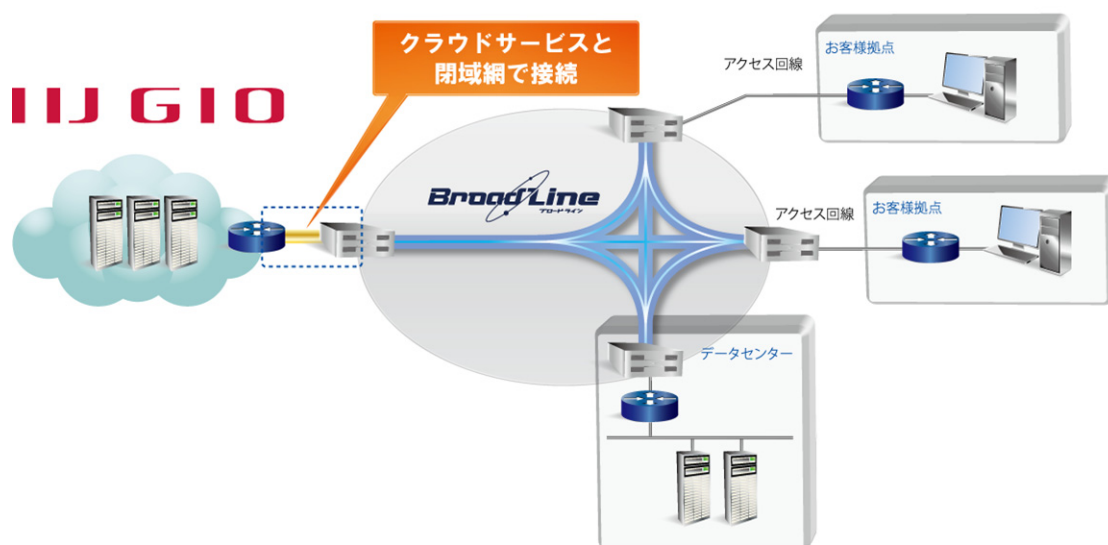 クラウドサービスと
閉域網で接続
IIJ GIO
BroadLine
ブロードライン
アクセス回線
お客様拠点
アクセス回線
お客様拠点
データセンター